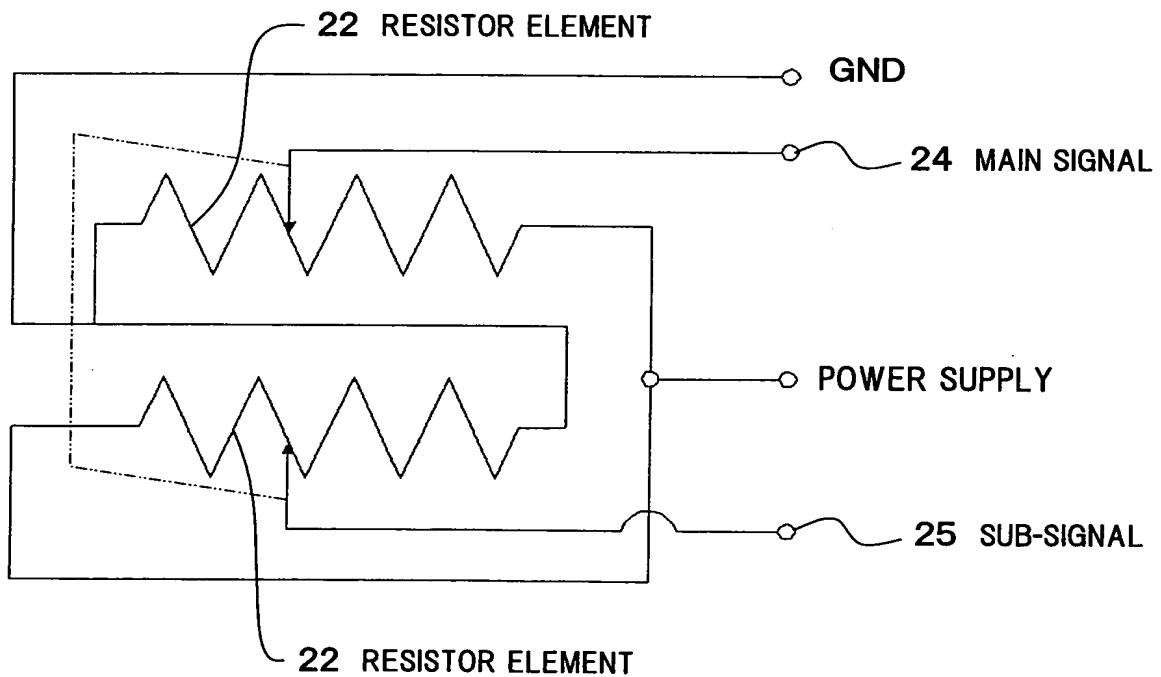 22 RESISTOR ELEMENT
GND
24 MAIN SIGNAL
POWER SUPPLY
25 SUB-SIGNAL
22 RESISTOR ELEMENT